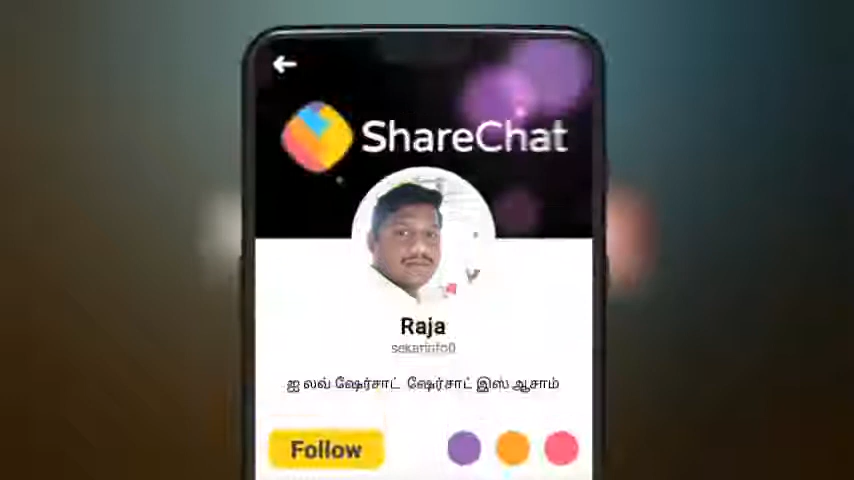 ShareChat
Raja
sekarinfo0
ஐ லவ் ஷேர்சாட் ஷேர்சாட் இஸ் ஆசாம்
Follow